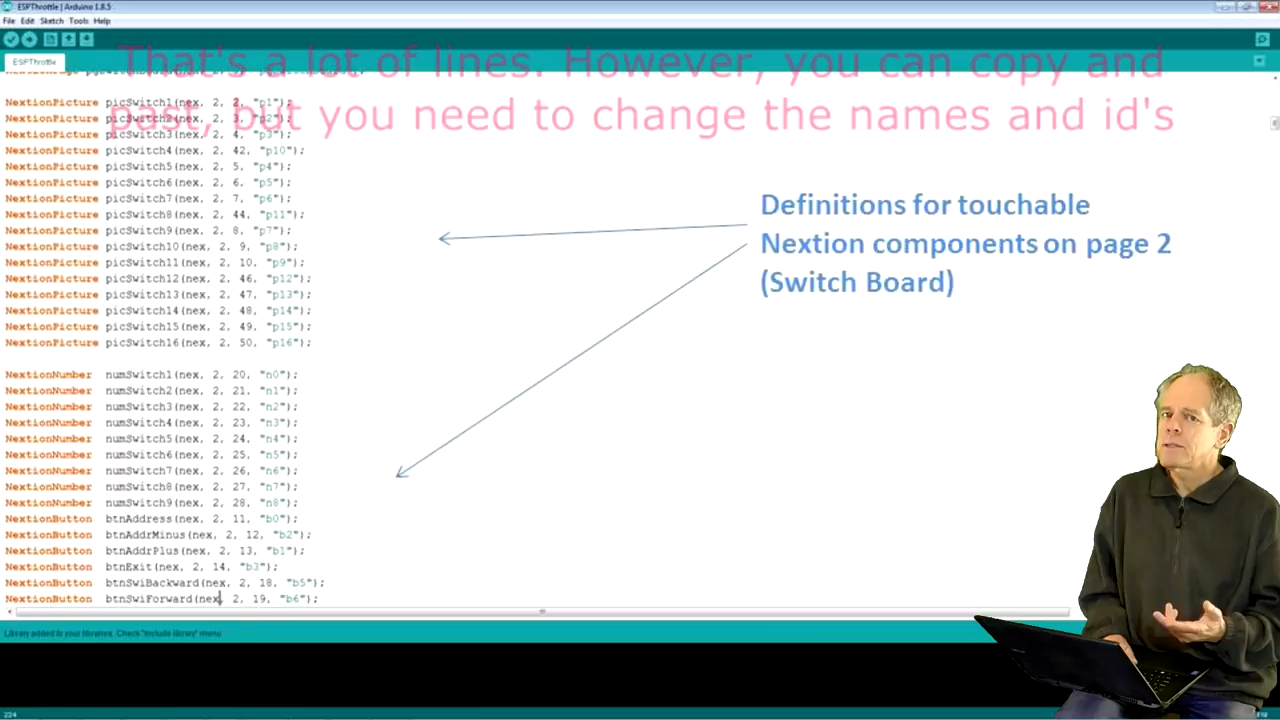 ESPThrottle | Arduino 1.8.5
File Edit Sketch Tools Help
ESPThrottle
That's a lot of lines. However, you can copy and
past, but you need to change the names and id's
NextionPicture picSwitch1(nex, 2, 2, "p1");
NextionPicture picSwitch2(nex, 2, 3, "p2");
NextionPicture picSwitch3(nex, 2, 4, "p3");
NextionPicture picSwitch4(nex, 2, 42, "p10");
NextionPicture picSwitch5(nex, 2, 5, "p4");
NextionPicture picSwitch6(nex, 2, 6, "p5");
NextionPicture picSwitch7(nex, 2, 7, "p6");
NextionPicture picSwitch8(nex, 2, 44, "p11");
NextionPicture picSwitch9(nex, 2, 8, "p7");
NextionPicture picSwitch10(nex, 2, 9, "p8");
NextionPicture picSwitch11(nex, 2, 10, "p9");
NextionPicture picSwitch12(nex, 2, 46, "p12");
NextionPicture picSwitch13(nex, 2, 47, "p13");
NextionPicture picSwitch14(nex, 2, 48, "p14");
NextionPicture picSwitch15(nex, 2, 49, "p15");
NextionPicture picSwitch16(nex, 2, 50, "p16");
NextionNumber numSwitch1(nex, 2, 20, "n0");
NextionNumber numSwitch2(nex, 2, 21, "n1");
NextionNumber numSwitch3(nex, 2, 22, "n2");
NextionNumber numSwitch4(nex, 2, 23, "n3");
NextionNumber numSwitch5(nex, 2, 24, "n4");
NextionNumber numSwitch6(nex, 2, 25, "n5");
NextionNumber numSwitch7(nex, 2, 26, "n6");
NextionNumber numSwitch8(nex, 2, 27, "n7");
NextionNumber numSwitch9(nex, 2, 28, "n8");
NextionButton btnAddress(nex, 2, 11, "b0");
NextionButton btnAddrMinus(nex, 2, 12, "b2");
NextionButton btnAddrPlus(nex, 2, 13, "b1");
NextionButton btnExit(nex, 2, 14, "b3");
NextionButton btnSwiBackward(nex, 2, 18, "b5");
NextionButton btnSwiForward(nex, 2, 19, "b6");
Definitions for touchable
Nextion components on page 2
(Switch Board)
Library added to your libraries. Check "Include library" menu
224